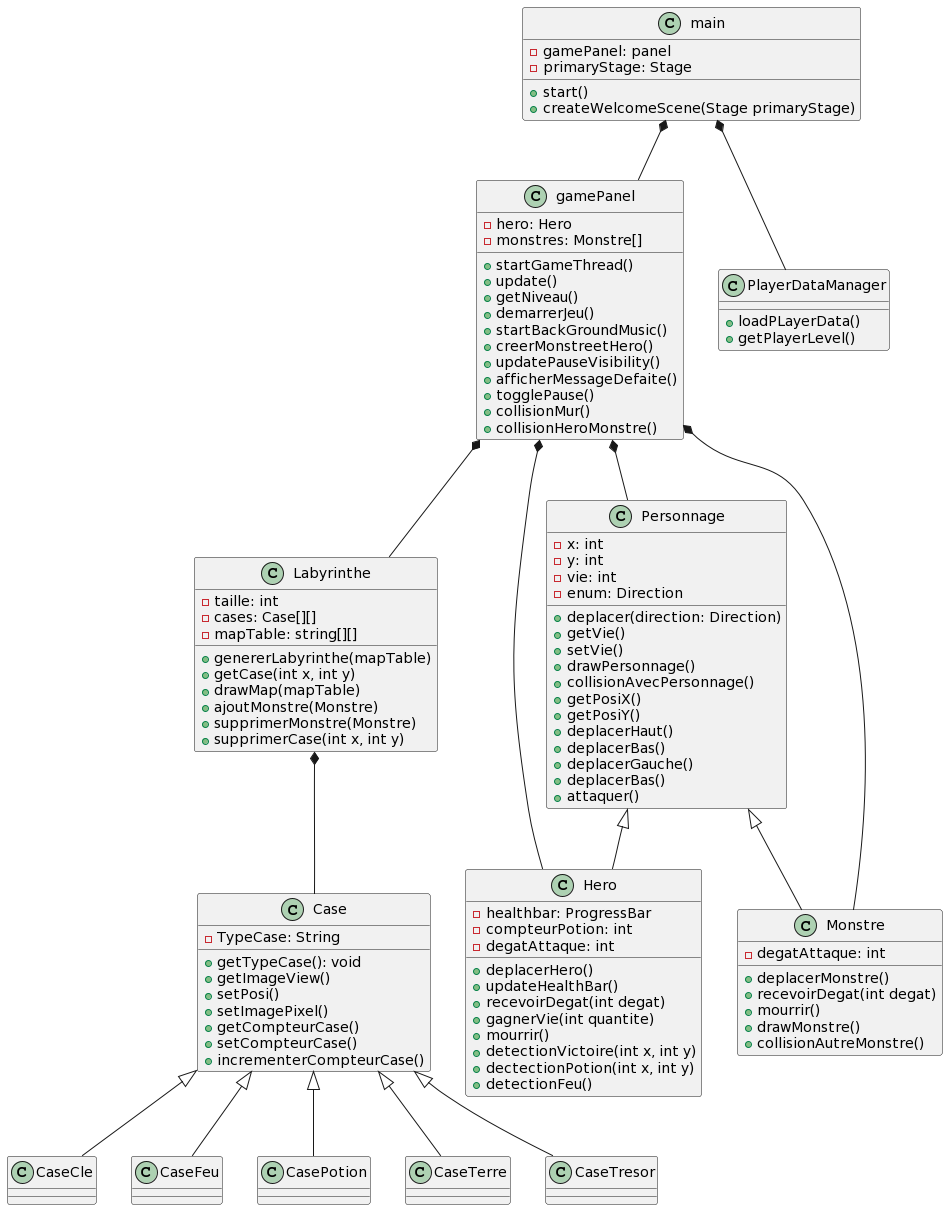 C main
gamePanel: panel
primaryStage: Stage
start()
createWelcomeScene(Stage primaryStage)
C gamePanel
hero: Hero
monstres: Monstre[]
startGameThread()
update()
getNiveau()
demarrerJeu()
startBackGroundMusic()
creerMonstreetHero()
updatePauseVisibility()
afficherMessageDefaite()
togglePause()
collisionMur()
collisionHeroMonstre()
C PlayerDataManager
loadPLayerData()
getPlayerLevel()
C Labyrinthe
taille: int
cases: Case[][]
mapTable: string[][]
genererLabyrinthe(mapTable)
getCase(int x, int y)
drawMap(mapTable)
ajoutMonstre(Monstre)
supprimerMonstre(Monstre)
supprimerCase(int x, int y)
C Personnage
x: int
y: int
vie: int
enum: Direction
deplacer(direction: Direction)
getVie()
setVie()
drawPersonnage()
collisionAvecPersonnage()
getPosiX()
getPosiY()
deplacerHaut()
deplacerBas()
deplacerGauche()
deplacerBas()
attaquer()
C Case
TypeCase: String
getTypeCase(): void
getImageView()
setPosi()
setImagePixel()
getCompteurCase()
setCompteurCase()
incrementerCompteurCase()
C Hero
healthbar: ProgressBar
compteurPotion: int
degatAttaque: int
deplacerHero()
updateHealthBar()
recevoirDegat(int degat)
gagnerVie(int quantite)
mourrir()
detectionVictoire(int x, int y)
dectectionPotion(int x, int y)
detectionFeu()
C Monstre
degatAttaque: int
deplacerMonstre()
recevoirDegat(int degat)
mourrir()
drawMonstre()
collisionAutreMonstre()
C CaseCle
C CaseFeu
C CasePotion
C CaseTerre
C CaseTresor